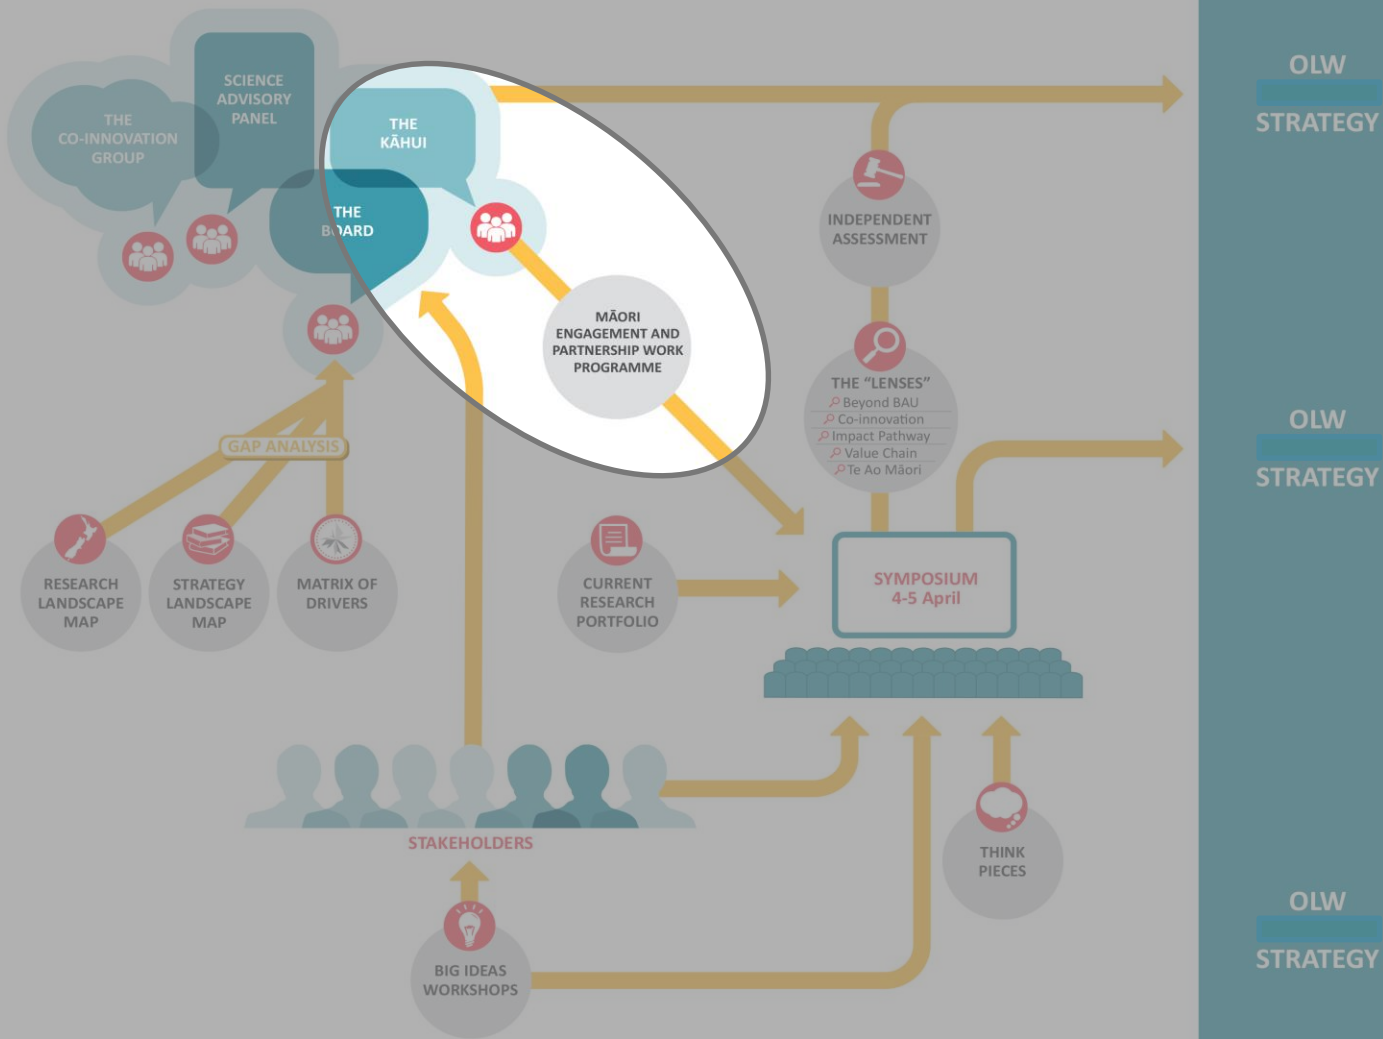 THE
CO-INNOVATION
GROUP
SCIENCE
ADVISORY
PANEL
THE
KĀHUI
THE
BOARD
MĀORI
ENGAGEMENT AND
PARTNERSHIP WORK
PROGRAMME
INDEPENDENT
ASSESSMENT
THE “LENSES”
Beyond BAU
Co-innovation
Impact Pathway
Value Chain
Te Ao Māori
GAP ANALYSIS
RESEARCH
LANDSCAPE
MAP
STRATEGY
LANDSCAPE
MAP
MATRIX OF
DRIVERS
CURRENT
RESEARCH
PORTFOLIO
SYMPOSIUM
4-5 April
STAKEHOLDERS
THINK
PIECES
BIG IDEAS
WORKSHOPS
OLW
STRATEGY
OLW
STRATEGY
OLW
STRATEGY